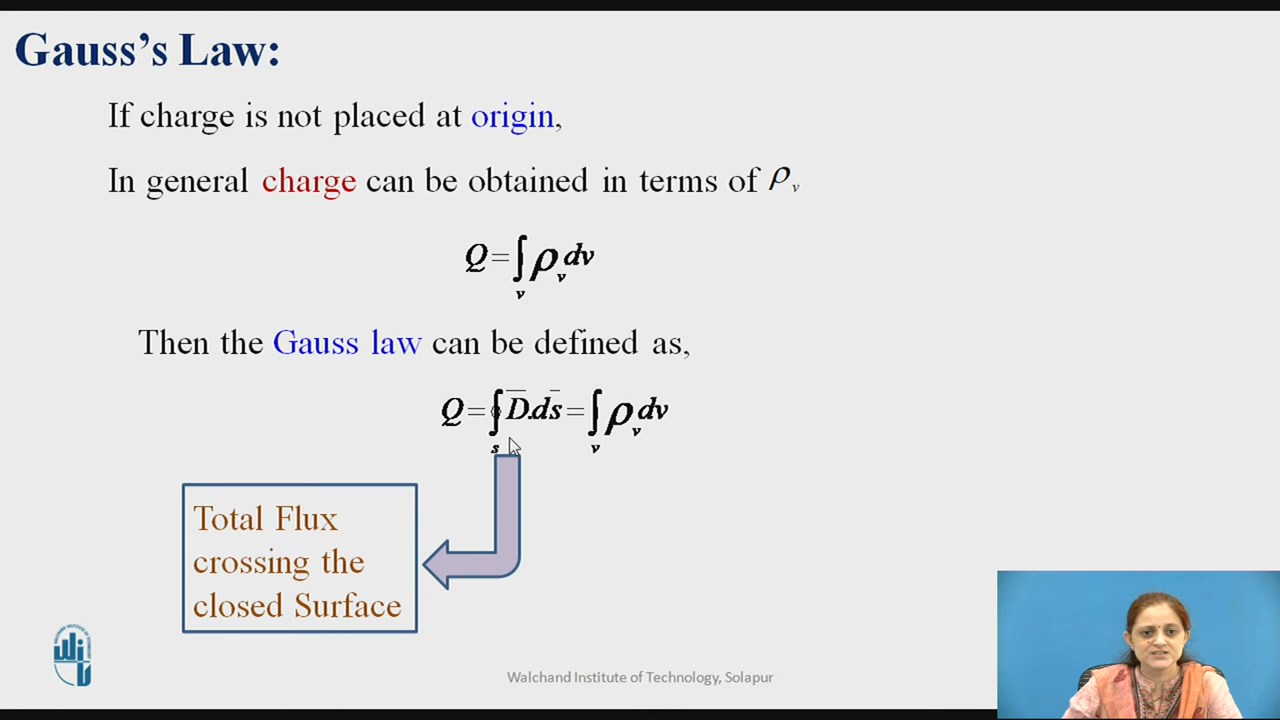 Gauss's Law:
If charge is not placed at origin,
In general charge can be obtained in terms of ρᵥ
Q=∫ᵥ ρᵥ dv
Then the Gauss law can be defined as,
Q=∮ₛ D̅.ds̅=∫ᵥ ρᵥ dv
Total Flux
crossing the
closed Surface
Walchand Institute of Technology, Solapur